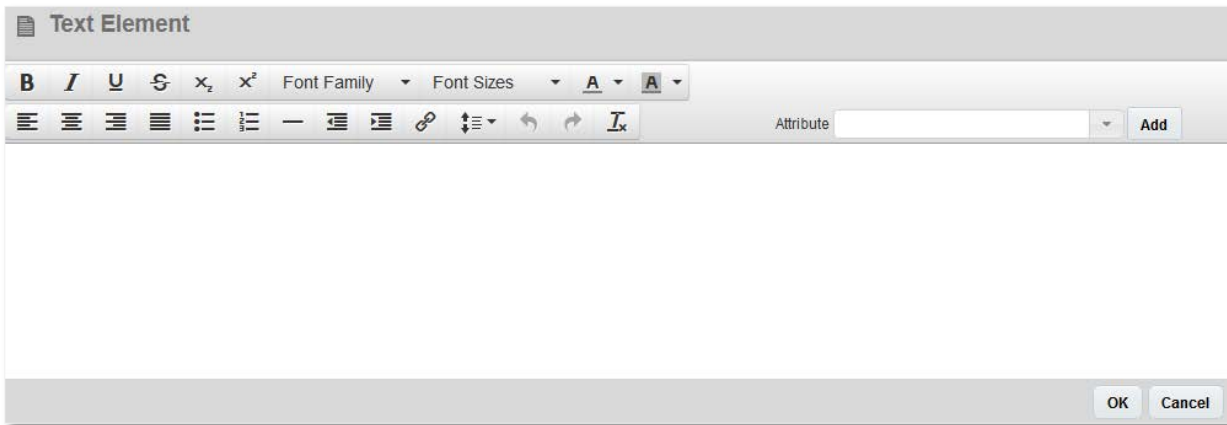 Text Element
B I U S x₂ x² Font Family Font Sizes A A
Attribute Add
OK Cancel